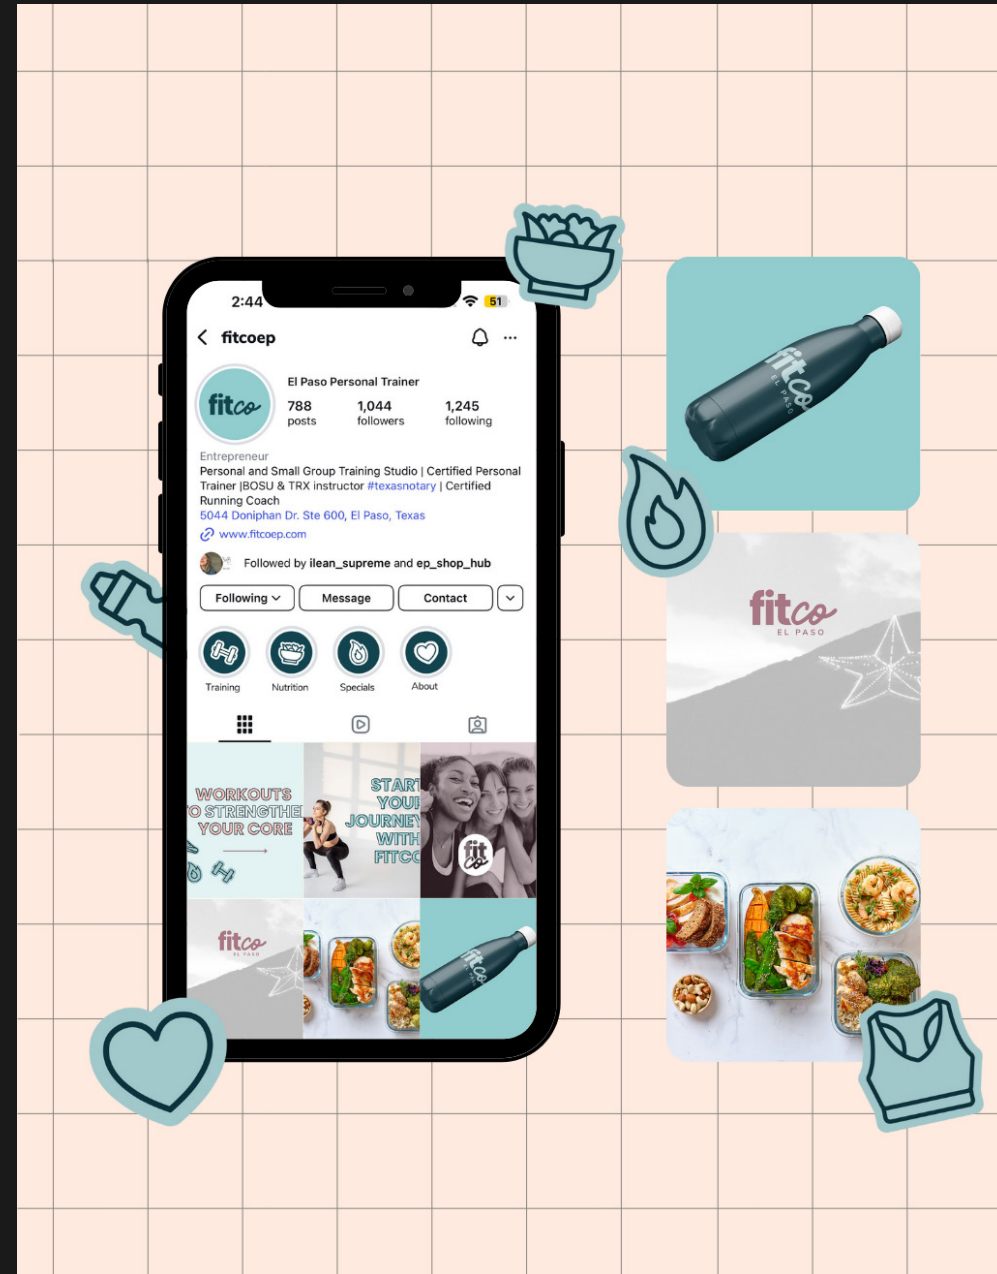 2:44
51
fitcoep
fitco
El Paso Personal Trainer
788
1,044
1,245
posts
followers
following
Entrepreneur
Personal and Small Group Training Studio | Certified Personal
Trainer |BOSU & TRX instructor #texasnotary | Certified
Running Coach
5044 Doniphan Dr. Ste 600, El Paso, Texas
www.fitcoep.com
Followed by ilean_supreme and ep_shop_hub
Following
Message
Contact
Training
Nutrition
Specials
About
WORKOUTS
O STRENGTHE
YOUR CORE
START
YOUR
JOURNEY
WITH
FITCO
fit
co
fitco
EL PASO
fitco
fitco
EL PASO
fitco
EL PASO